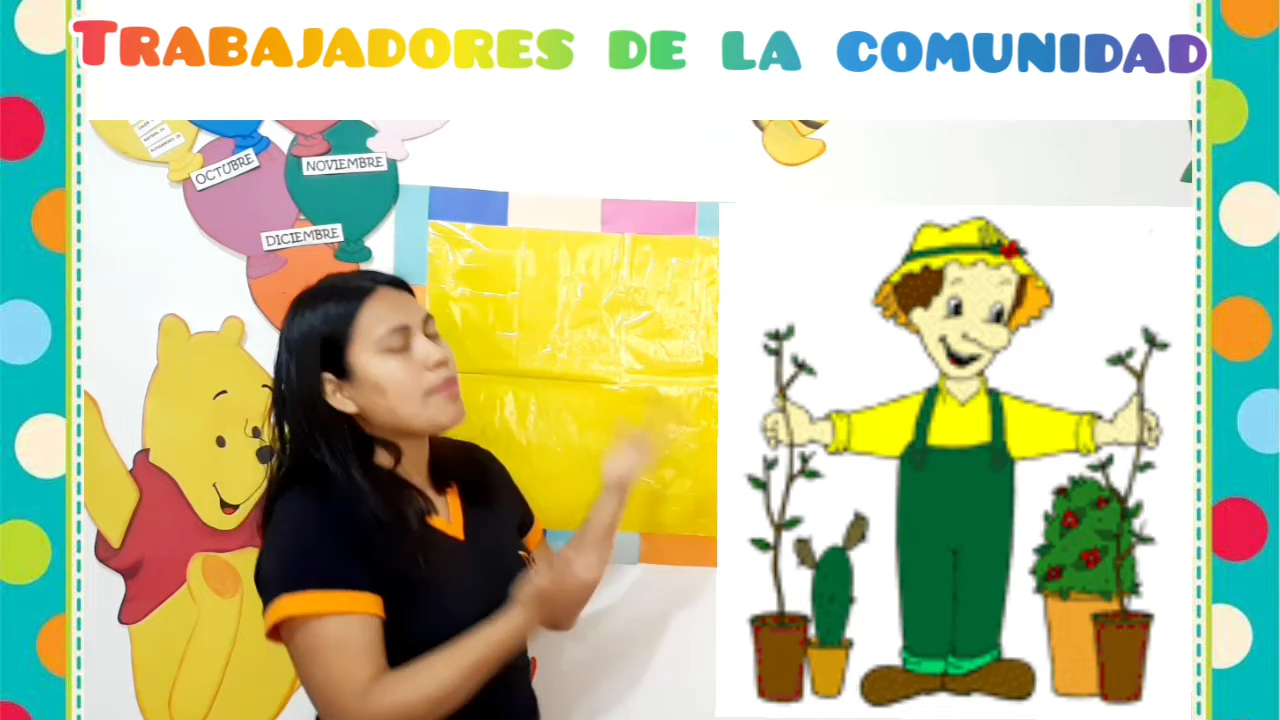 TRABAJADORES DE LA COMUNIDAD
OCTUBRE
NOVIEMBRE
DICIEMBRE